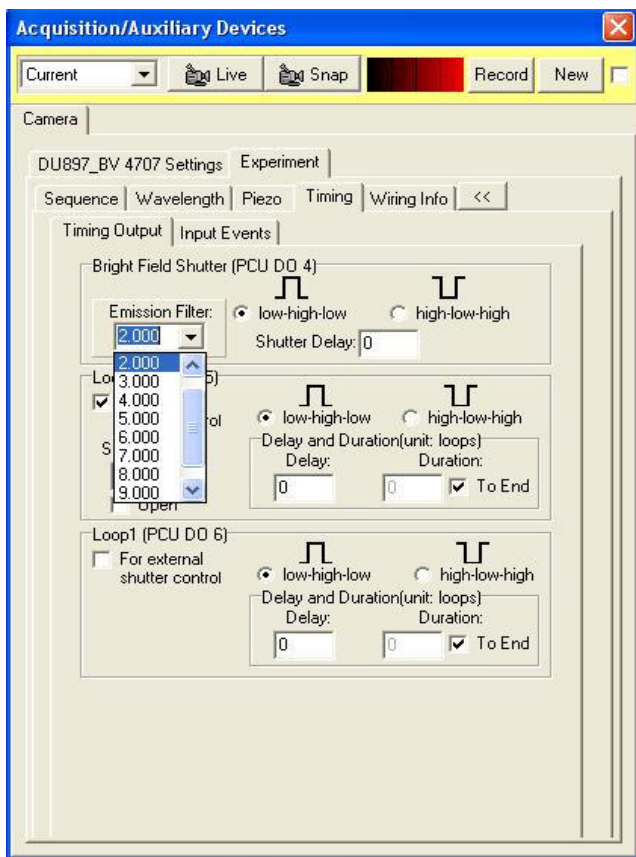 Acquisition/Auxiliary Devices
Current Live Snap Record New
Camera
DU897_BV 4707 Settings Experiment
Sequence Wavelength Piezo Timing Wiring Info <<
Timing Output Input Events
Bright Field Shutter (PCU DO 4)
Emission Filter: low-high-low high-low-high
2.000 Shutter Delay: 0
2.000
3.000
4.000
5.000
6.000
7.000
8.000
9.000
low-high-low high-low-high
Delay and Duration(unit: loops)
Delay: Duration:
0 0 To End
Open
Loop1 (PCU DO 6)
For external
shutter control
low-high-low high-low-high
Delay and Duration(unit: loops)
Delay: Duration:
0 0 To End